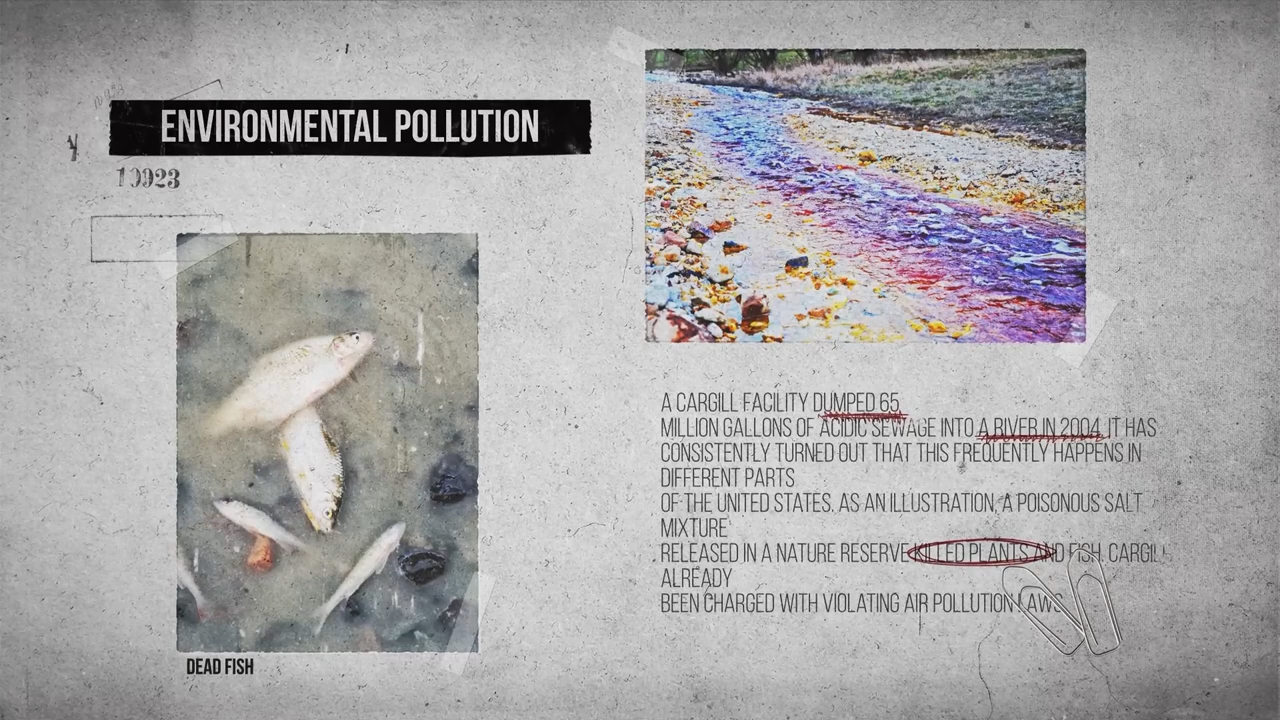 ENVIRONMENTAL POLLUTION
10923
DEAD FISH
A CARGILL FACILITY DUMPED 65
MILLION GALLONS OF ACIDIC SEWAGE INTO A RIVER IN 2004. IT HAS
CONSISTENTLY TURNED OUT THAT THIS FREQUENTLY HAPPENS IN
DIFFERENT PARTS
OF THE UNITED STATES. AS AN ILLUSTRATION, A POISONOUS SALT
MIXTURE
RELEASED IN A NATURE RESERVE KILLED PLANTS AND FISH. CARGILL
ALREADY
BEEN CHARGED WITH VIOLATING AIR POLLUTION LAWS